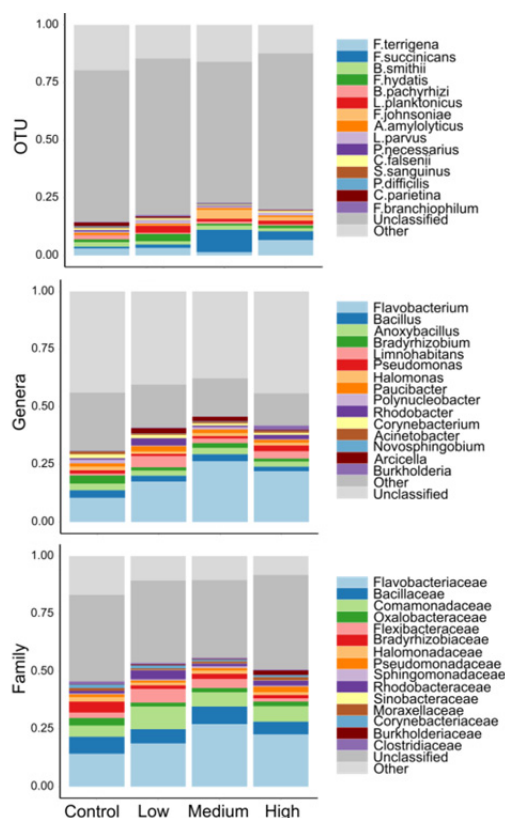 1.00
0.75
0.50
0.25
0.00
OTU
F.terrigena
F.succinicans
B.smithii
F.hydatis
B.pachyrhizi
L.planktonicus
F.johnsoniae
A.amylolyticus
L.parvus
P.necessarius
C.falsenii
S.sanguinus
P.difficilis
C.parietina
F.branchiophilum
Unclassified
Other
1.00
0.75
0.50
0.25
0.00
Genera
Flavobacterium
Bacillus
Anoxybacillus
Bradyrhizobium
Limnohabitans
Pseudomonas
Halomonas
Paucibacter
Polynucleobacter
Rhodobacter
Corynebacterium
Acinetobacter
Novosphingobium
Arcicella
Burkholderia
Other
Unclassified
1.00
0.75
0.50
0.25
0.00
Family
Flavobacteriaceae
Bacillaceae
Comamonadaceae
Oxalobacteraceae
Flexibacteraceae
Bradyrhizobiaceae
Halomonadaceae
Pseudomonadaceae
Sphingomonadaceae
Rhodobacteraceae
Sinobacteraceae
Moraxellaceae
Corynebacteriaceae
Burkholderiaceae
Clostridiaceae
Unclassified
Other
Control Low Medium High